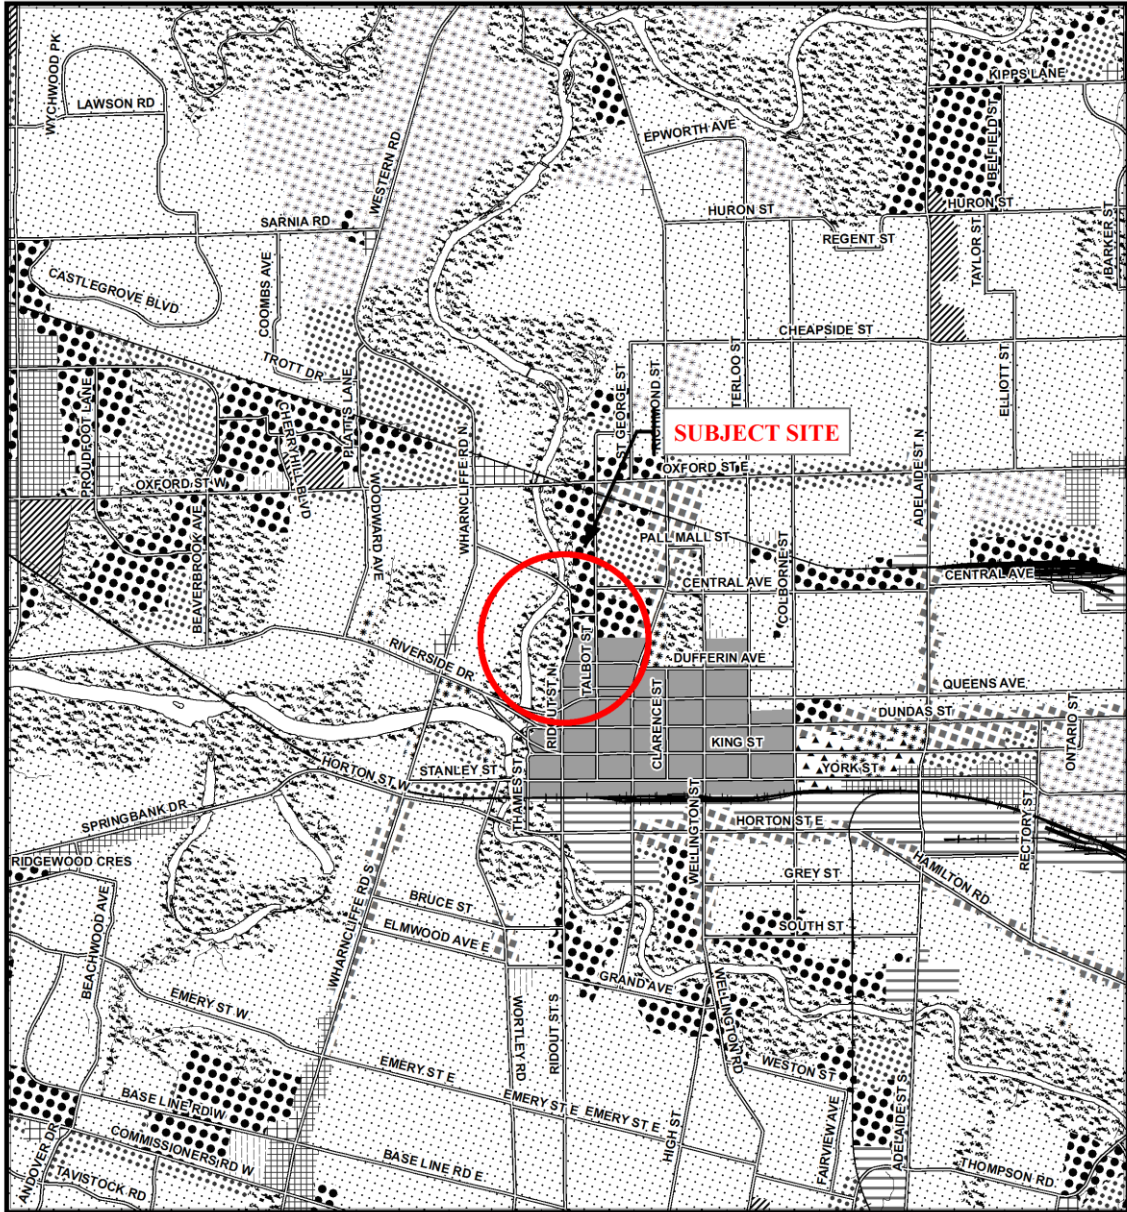 WYCHWOOD PK
LAWSON RD
WESTERN RD
KIPPS LANE
BELFIELD ST
EPWORTH AVE
HURON ST
HURON ST
SARNIA RD
REGENT ST
TAYLOR ST
BARKER ST
CASTLEGROVE BLVD
COOMBS AVE
CHEAPSIDE ST
TROTT DR
PLATTS LANE
ST GEORGE ST
RICHMOND ST
TERLOO ST
ELLIOTT ST
PROUDFOOT LANE
CHERRYHILL BLVD
SUBJECT SITE
OXFORD ST W
OXFORD ST E
WHARNCLIFFE RD N
ADELAIDE ST N
WOODWARD AVE
BEAVERBROOK AVE
PALL MALL ST
COLBORNE ST
CENTRAL AVE
CENTRAL AVE
RIVERSIDE DR
TALBOT ST
RIDOUT ST N
DUFFERIN AVE
CLARENCE ST
QUEENS AVE
DUNDAS ST
ONTARIO ST
KING ST
YORK ST
STANLEY ST
HORTON ST W
THAMES ST
WELLINGTON ST
SPRINGBANK DR
HORTON ST E
RECTORY ST
RIDGEWOOD CRES
GREY ST
HAMILTON RD
BEACHWOOD AVE
WHARNCLIFFE RD S
BRUCE ST
ELMWOOD AVE E
SOUTH ST
GRAND AVE
WELLINGTON RD
EMERY ST W
WORTLEY RD
RIDOUT ST S
EMERY ST E
WESTON ST
EMERY ST E
EMERY ST E
BASE LINE RD W
COMMISSIONERS RD W
BASE LINE RD E
HIGH ST
FAIRVIEW AVE
ADELAIDE ST S
THOMPSON RD
ANDOVER DR
TAVISTOCK RD